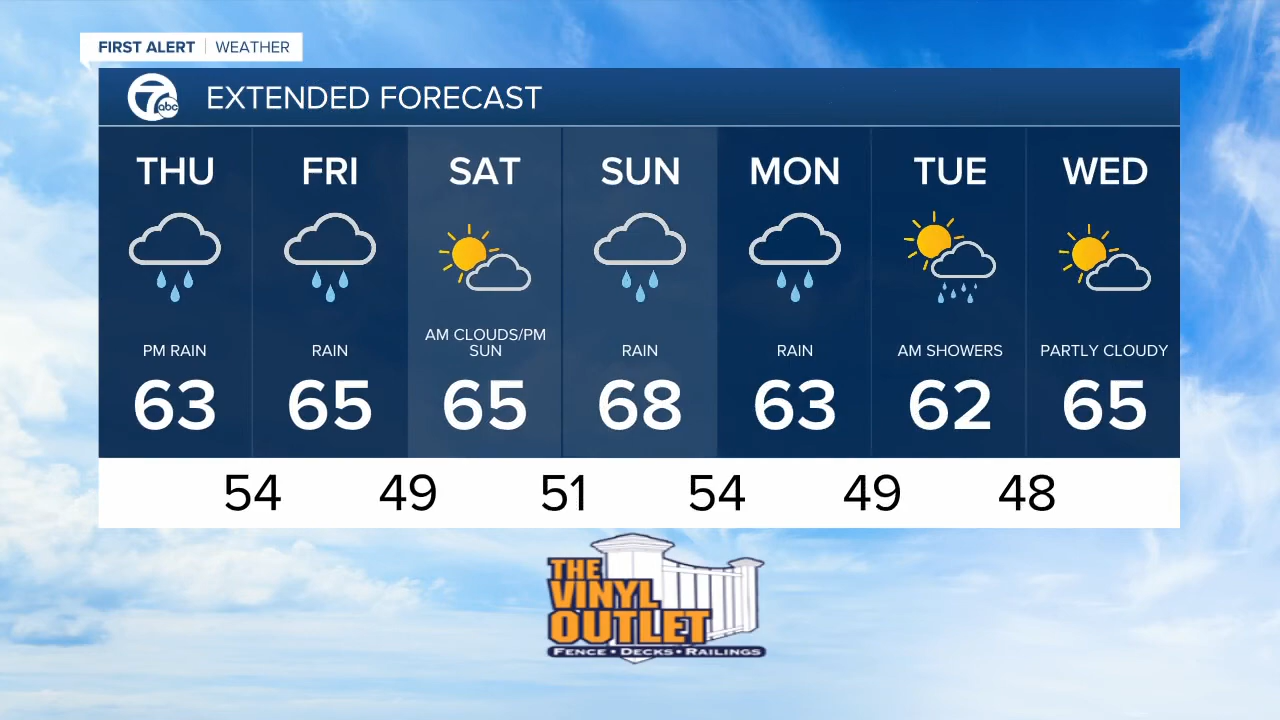 FIRST ALERT | WEATHER
7 abc EXTENDED FORECAST
THU FRI SAT SUN MON TUE WED
PM RAIN RAIN AM CLOUDS/PM SUN RAIN RAIN AM SHOWERS PARTLY CLOUDY
63 65 65 68 63 62 65
54 49 51 54 49 48
THE
VINYL
OUTLET
FENCE • DECKS • RAILINGS